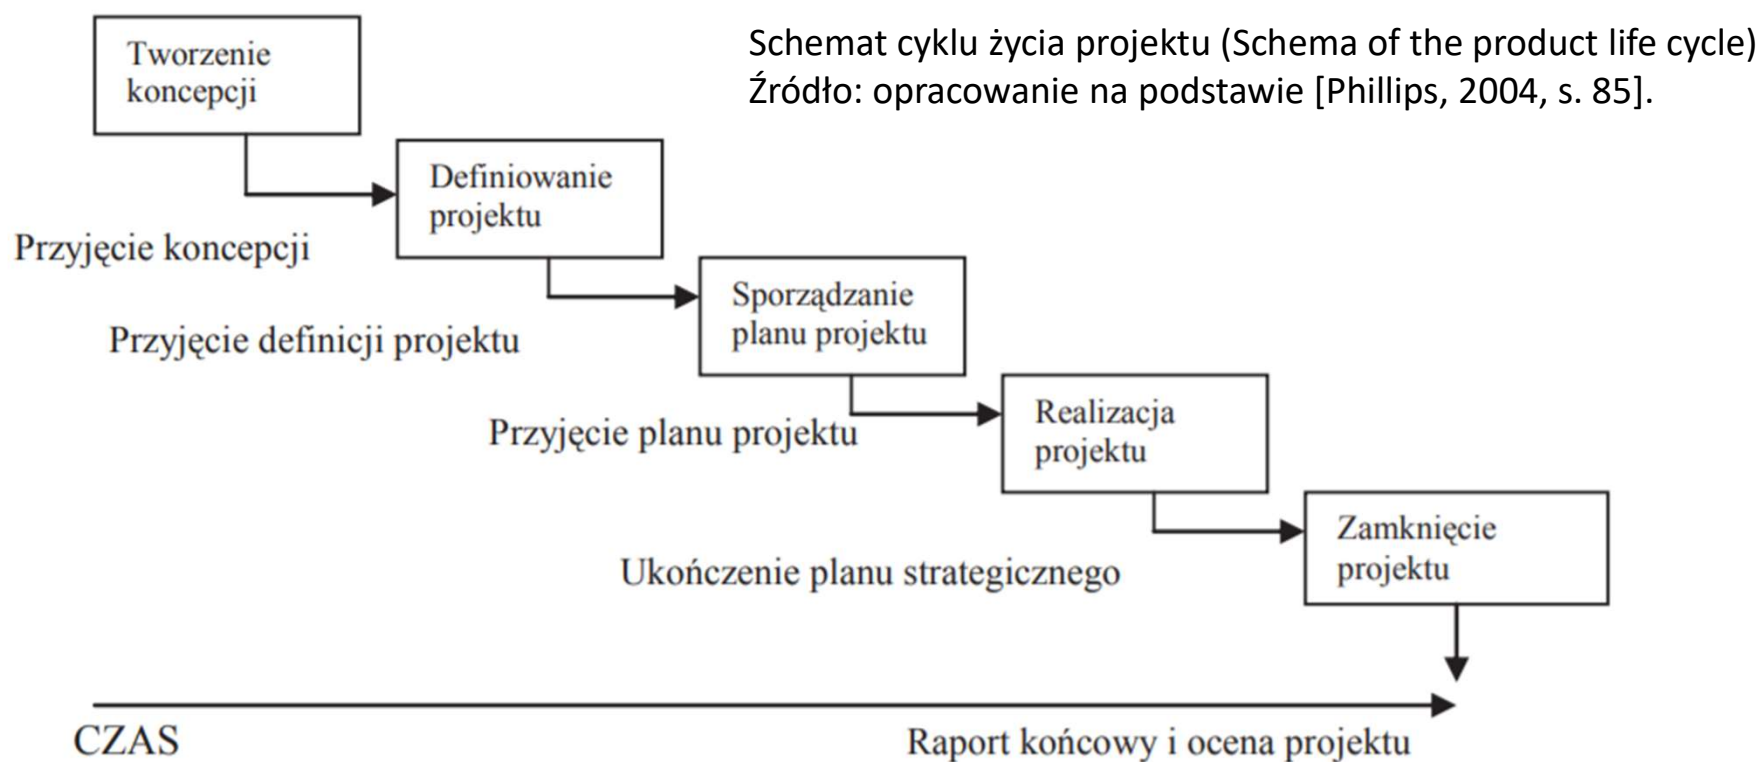 Schemat cyklu życia projektu (Schema of the product life cycle)
Źródło: opracowanie na podstawie [Phillips, 2004, s. 85].
Tworzenie
koncepcji
Przyjęcie koncepcji
Definiowanie
projektu
Przyjęcie definicji projektu
Sporządzanie
planu projektu
Przyjęcie planu projektu
Realizacja
projektu
Ukończenie planu strategicznego
Zamknięcie
projektu
CZAS
Raport końcowy i ocena projektu